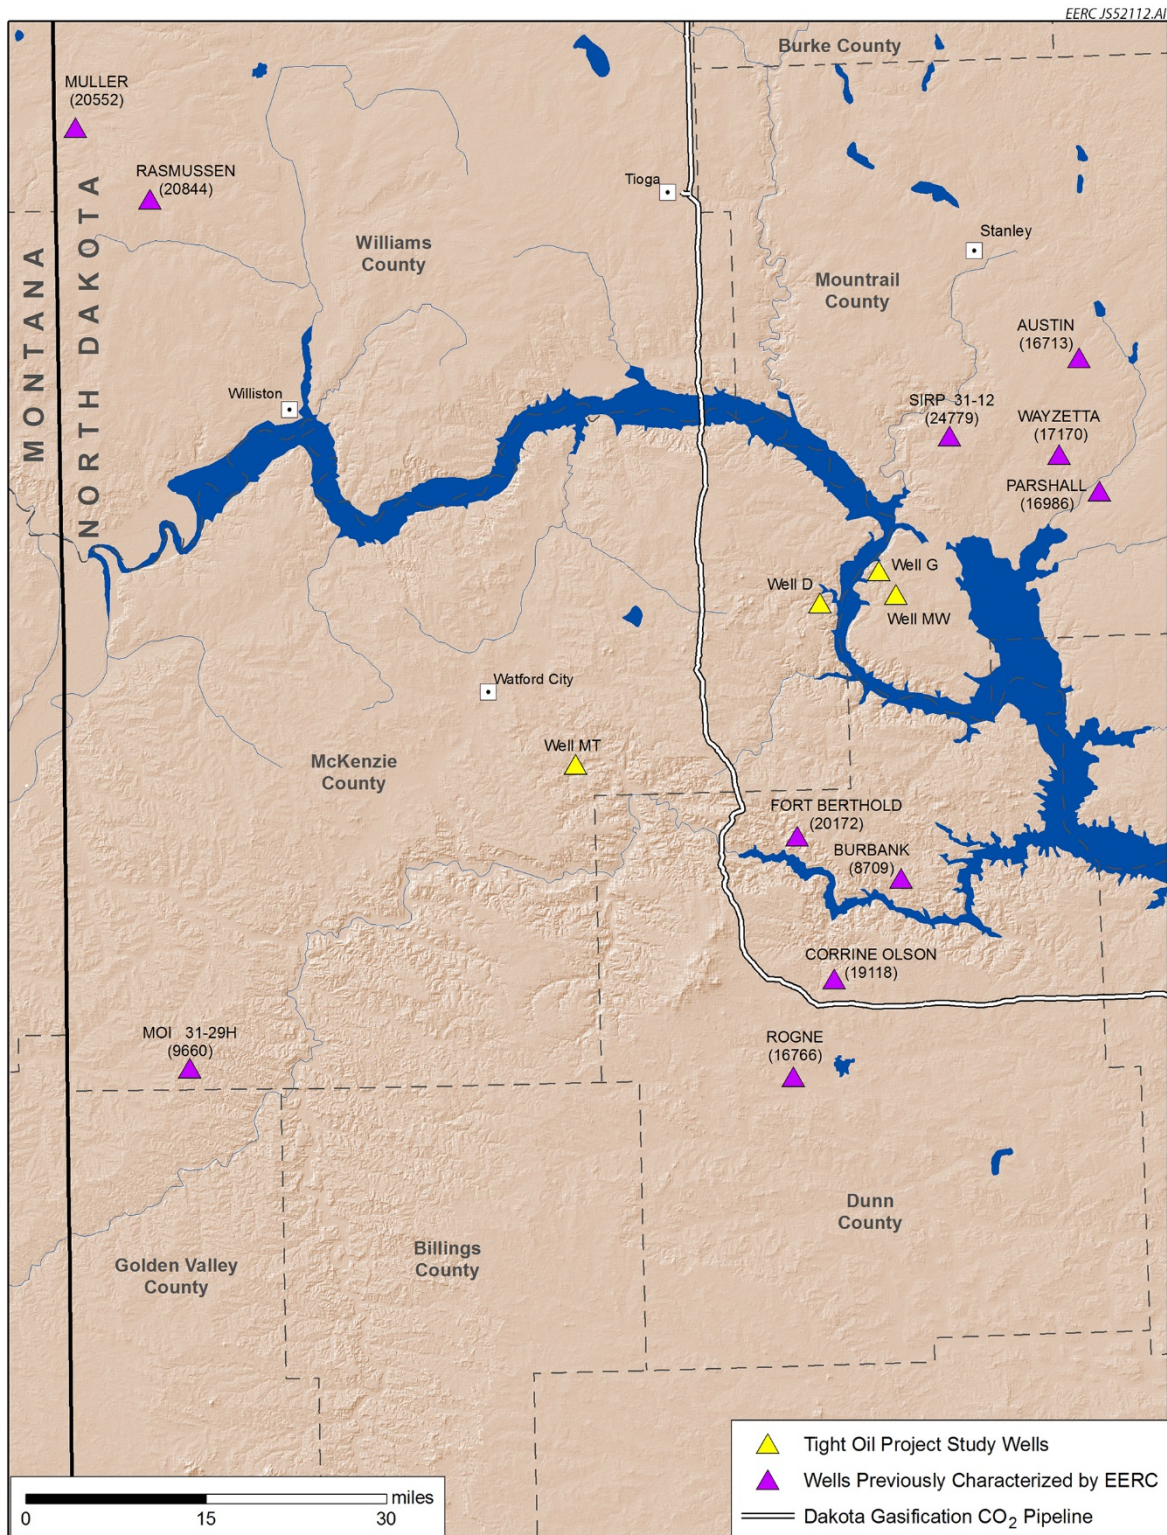 EERC JS52112.AI
Burke County
MULLER
(20552)
RASMUSSEN
(20844)
Tioga
Stanley
Williams
County
Mountrail
County
MONTANA
NORTH DAKOTA
AUSTIN
(16713)
Williston
SIRP 31-12
(24779)
WAYZETTA
(17170)
PARSHALL
(16986)
Well G
Well D
Well MW
Watford City
Well MT
McKenzie
County
FORT BERTHOLD
(20172)
BURBANK
(8709)
CORRINE OLSON
(19118)
MOI 31-29H
(9660)
ROGNE
(16766)
Dunn
County
Golden Valley
County
Billings
County
Tight Oil Project Study Wells
Wells Previously Characterized by EERC
Dakota Gasification CO₂ Pipeline
miles
0 15 30